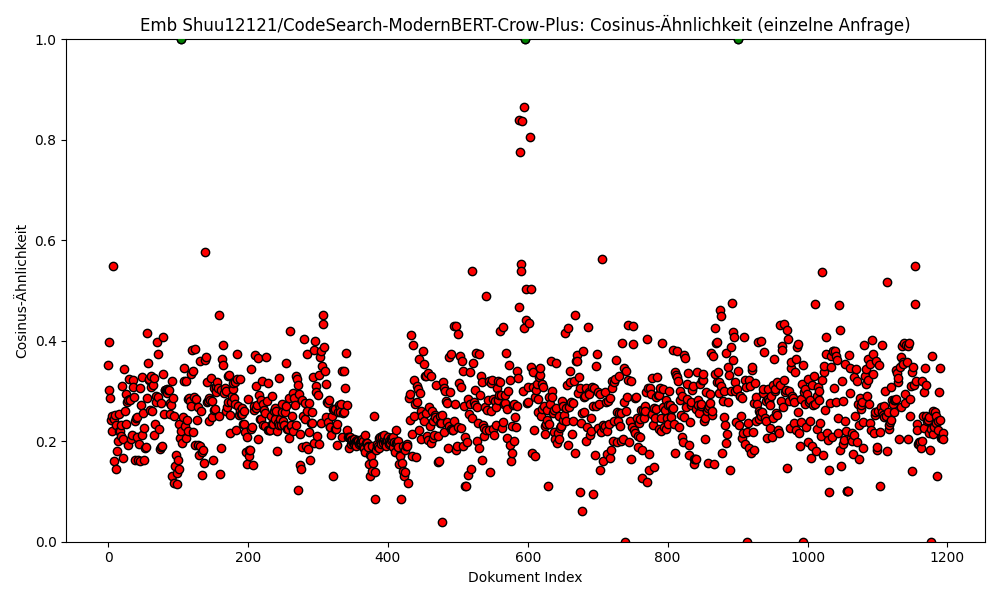 Emb Shuu12121/CodeSearch-ModernBERT-Crow-Plus: Cosinus-Ähnlichkeit (einzelne Anfrage)
1.0
0.8
0.6
0.4
0.2
0.0
Cosinus-Ähnlichkeit
0 200 400 600 800 1000 1200
Dokument Index